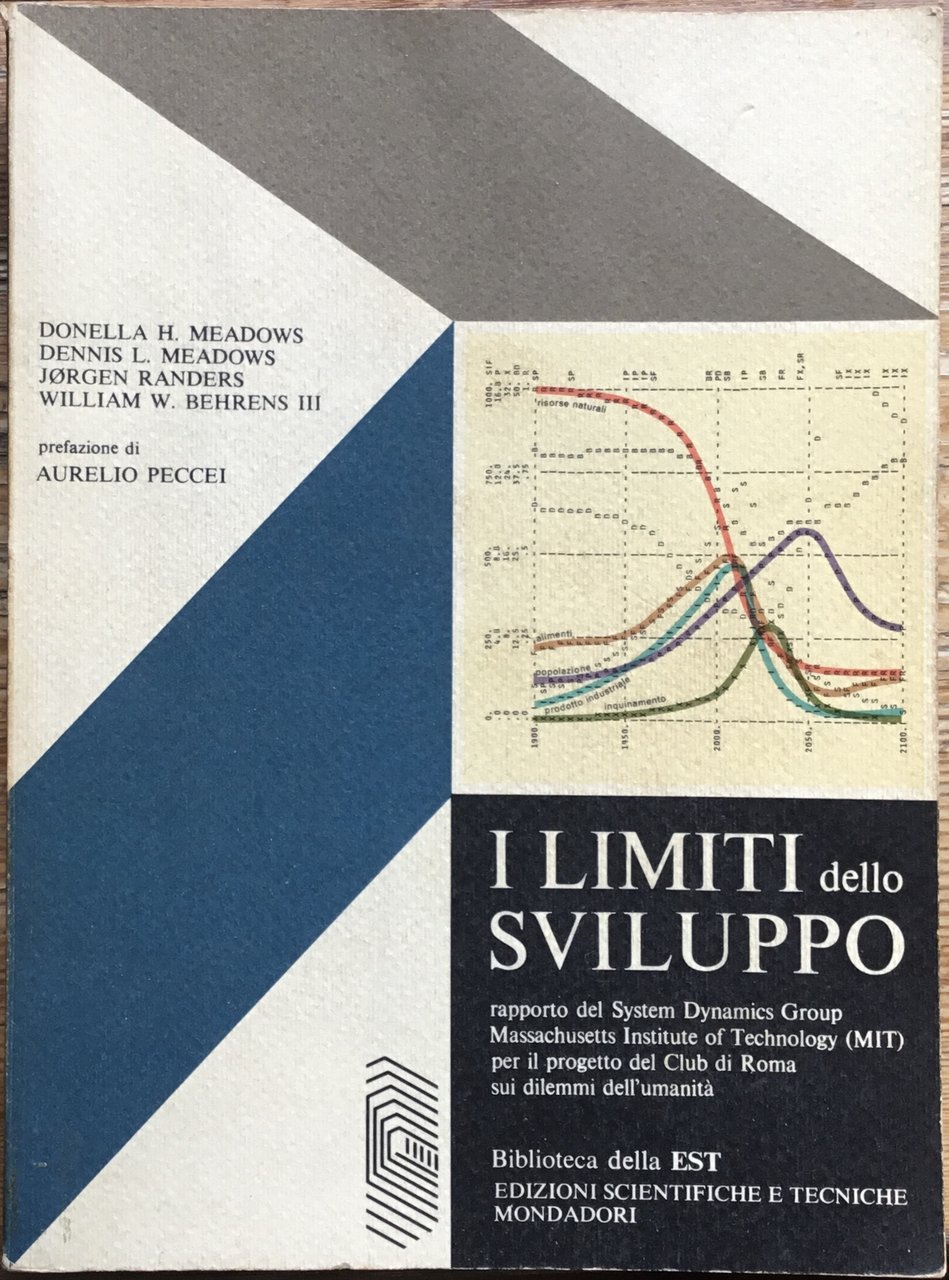 DONELLA H. MEADOWS
DENNIS L. MEADOWS
JØRGEN RANDERS
WILLIAM W. BEHRENS III
prefazione di
AURELIO PECCEI
risorse naturali
alimenti
popolazione
prodotto industriale
inquinamento
1900.
1950.
2000.
2050.
2100.
I LIMITI dello
SVILUPPO
rapporto del System Dynamics Group
Massachusetts Institute of Technology (MIT)
per il progetto del Club di Roma
sui dilemmi dell'umanità
Biblioteca della EST
EDIZIONI SCIENTIFICHE E TECNICHE
MONDADORI